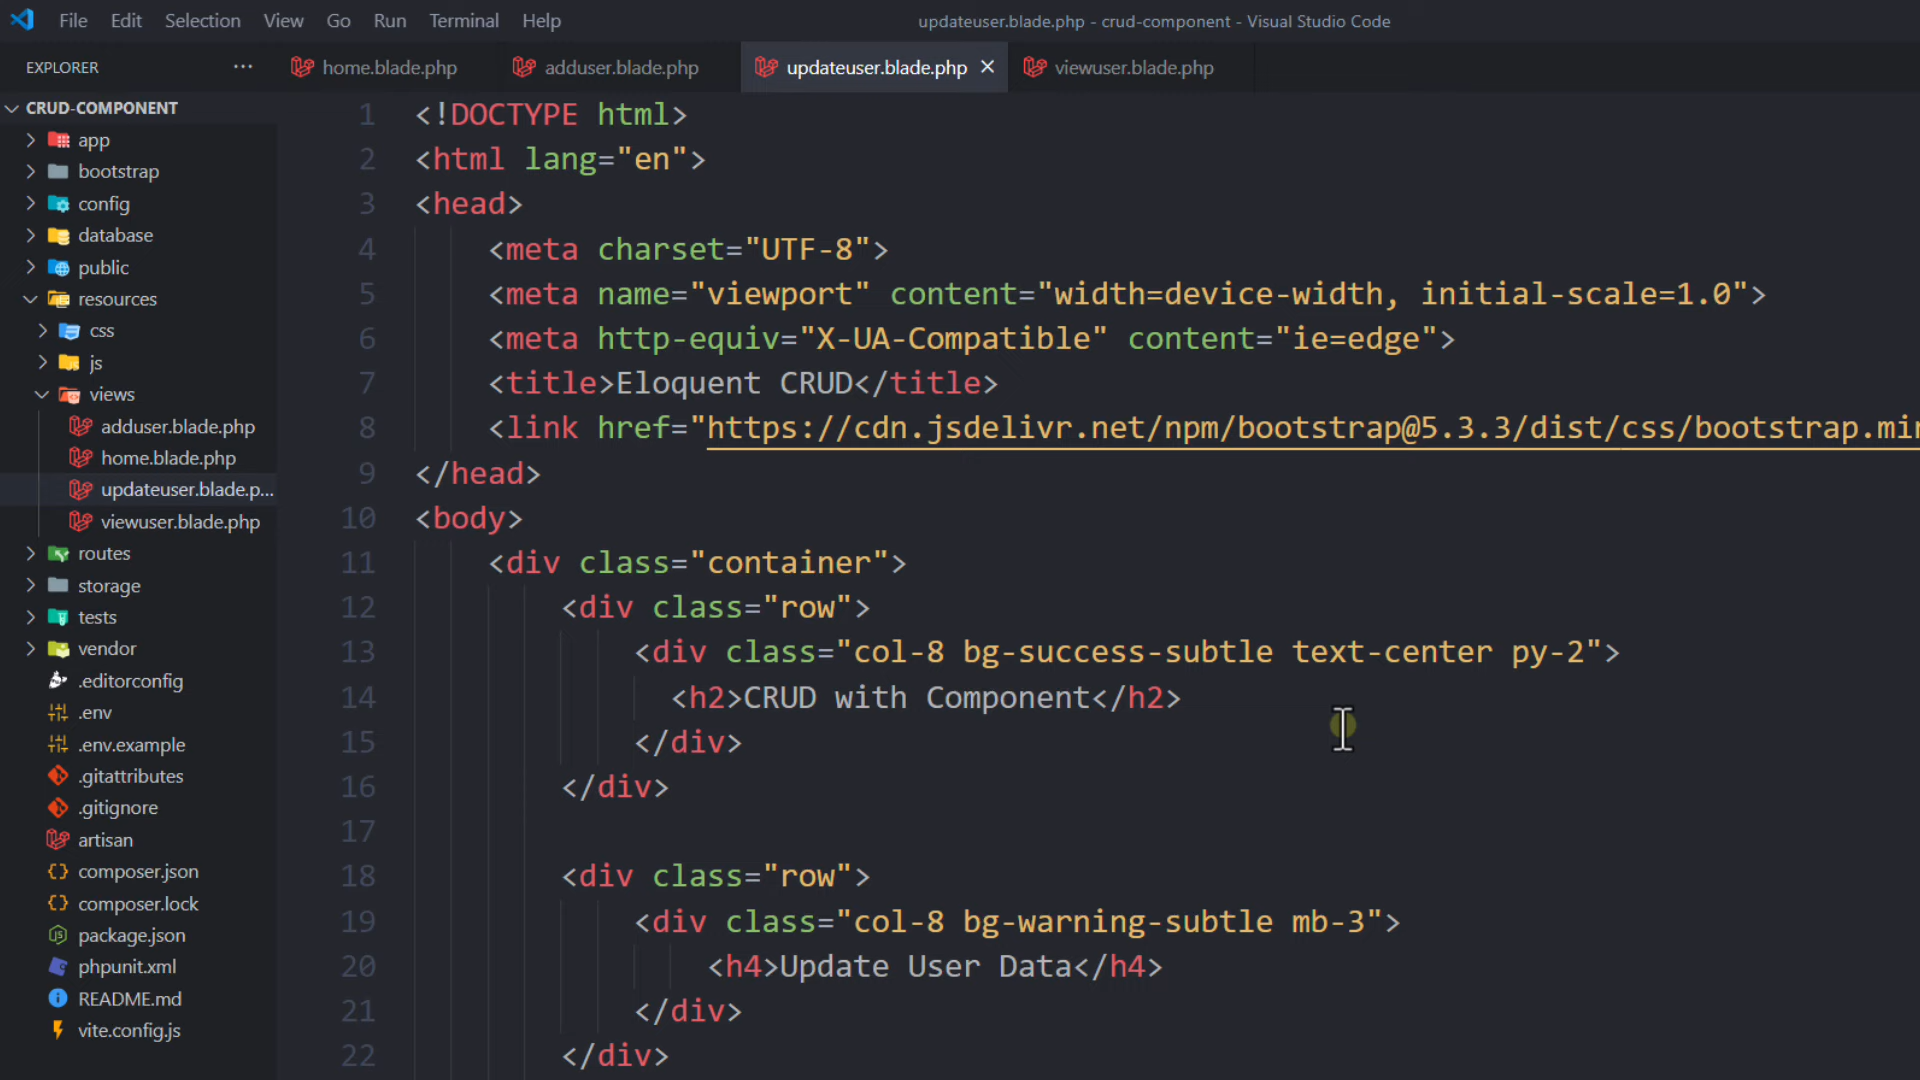 File Edit Selection View Go Run Terminal Help
updateuser.blade.php - crud-component - Visual Studio Code
EXPLORER ···
home.blade.php adduser.blade.php updateuser.blade.php × viewuser.blade.php
CRUD-COMPONENT
app
bootstrap
config
database
public
resources
css
js
views
adduser.blade.php
home.blade.php
updateuser.blade.p...
viewuser.blade.php
routes
storage
tests
vendor
.editorconfig
.env
.env.example
.gitattributes
.gitignore
artisan
composer.json
composer.lock
package.json
phpunit.xml
README.md
vite.config.js
1 <!DOCTYPE html>
2 <html lang="en">
3 <head>
4 <meta charset="UTF-8">
5 <meta name="viewport" content="width=device-width, initial-scale=1.0">
6 <meta http-equiv="X-UA-Compatible" content="ie=edge">
7 <title>Eloquent CRUD</title>
8 <link href="https://cdn.jsdelivr.net/npm/bootstrap@5.3.3/dist/css/bootstrap.min
9 </head>
10 <body>
11 <div class="container">
12 <div class="row">
13 <div class="col-8 bg-success-subtle text-center py-2">
14 <h2>CRUD with Component</h2>
15 </div>
16 </div>
17
18 <div class="row">
19 <div class="col-8 bg-warning-subtle mb-3">
20 <h4>Update User Data</h4>
21 </div>
22 </div>